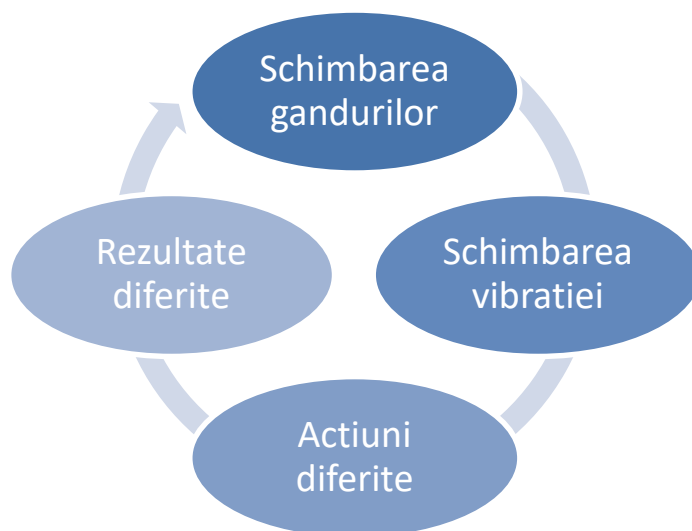 Schimbarea
gandurilor
Schimbarea
vibratiei
Actiuni
diferite
Rezultate
diferite